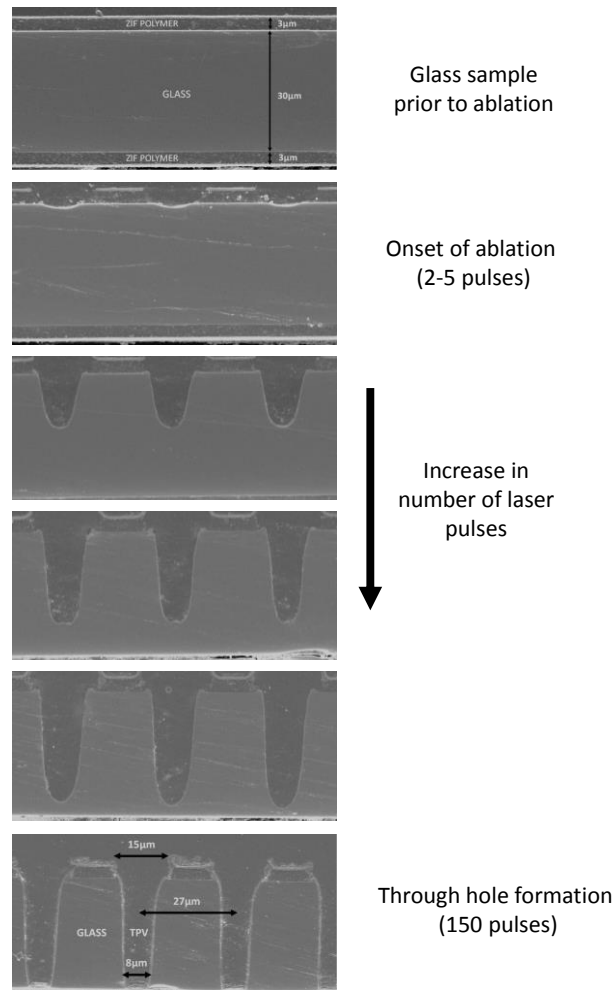 ZIF POLYMER
3µm
GLASS
30µm
ZIF POLYMER
3µm
Glass sample
prior to ablation
Onset of ablation
(2-5 pulses)
Increase in
number of laser
pulses
15µm
27µm
GLASS
TPV
8µm
Through hole formation
(150 pulses)